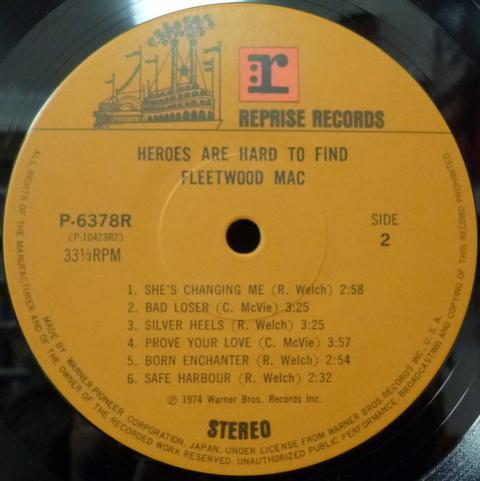 r
REPRISE RECORDS
HEROES ARE HARD TO FIND
FLEETWOOD MAC
P-6378R
(P-10423R2)
33⅓RPM
SIDE
2
1. SHE'S CHANGING ME (R. Welch) 2:58
2. BAD LOSER (C. McVie) 3:25
3. SILVER HEELS (R. Welch) 3:25
4. PROVE YOUR LOVE (C. McVie) 3:57
5. BORN ENCHANTER (R. Welch) 2:54
6. SAFE HARBOUR (R. Welch) 2:32
℗ 1974 Warner Bros. Records Inc.
STEREO
MADE BY WARNER-PIONEER CORPORATION, JAPAN, UNDER LICENSE FROM WARNER BROS. RECORDS INC., U.S.A.
ALL RIGHTS OF THE MANUFACTURER AND OF THE OWNER OF THE RECORDED WORK RESERVED. UNAUTHORIZED PUBLIC PERFORMANCE, BROADCASTING AND COPYING OF THIS RECORD PROHIBITED